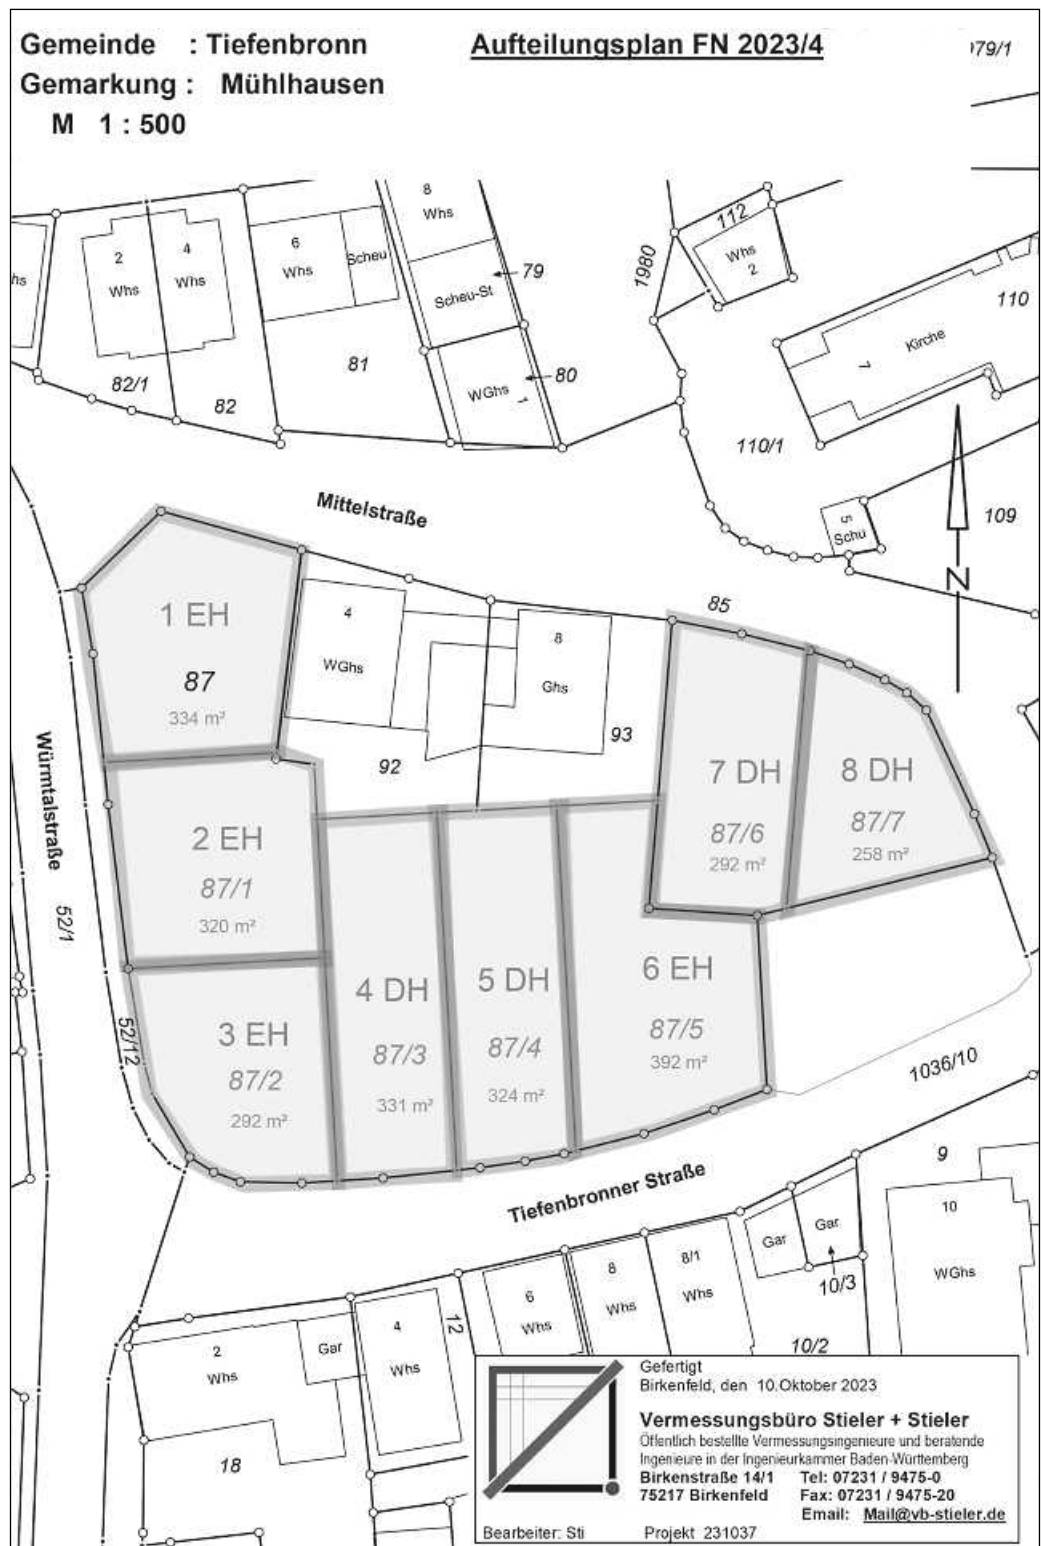 Gemeinde : Tiefenbronn
Aufteilungsplan FN 2023/4
Gemarkung : Mühlhausen
M 1 : 500
79/1
hs
2
Whs
4
Whs
82/1
82
6
Whs
Scheu
81
8
Whs
79
Scheu-St
80
WGhs
1
1980
112
Whs
2
110
Kirche
7
110/1
5
Schu
109
N
Mittelstraße
85
1 EH
87
334 m²
4
WGhs
8
Ghs
92
93
7 DH
87/6
292 m²
8 DH
87/7
258 m²
Würmtalstraße
52/1
52/12
2 EH
87/1
320 m²
3 EH
87/2
292 m²
4 DH
87/3
331 m²
5 DH
87/4
324 m²
6 EH
87/5
392 m²
1036/10
Tiefenbronner Straße
9
10
WGhs
Gar
Gar
10/3
10/2
8/1
Whs
8
Whs
6
Whs
12
4
Whs
Gar
2
Whs
18
Gefertigt
Birkenfeld, den 10.Oktober 2023
Vermessungsbüro Stieler + Stieler
Öffentlich bestellte Vermessungsingenieure und beratende
Ingenieure in der Ingenieurkammer Baden-Württemberg
Birkenstraße 14/1 Tel: 07231 / 9475-0
75217 Birkenfeld Fax: 07231 / 9475-20
Email: Mail@vb-stieler.de
Bearbeiter: Sti Projekt 231037